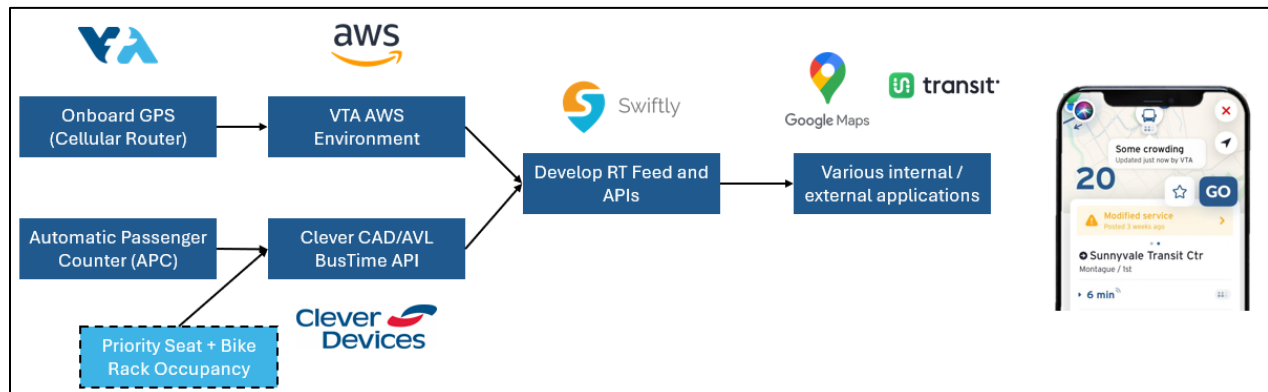 VTA
aws
Swiftly
Google Maps
transit
Onboard GPS
(Cellular Router)
VTA AWS
Environment
Develop RT Feed and
APIs
Various internal /
external applications
Automatic Passenger
Counter (APC)
Clever CAD/AVL
BusTime API
Clever
Devices
Priority Seat + Bike
Rack Occupancy
Some crowding
Updated just now by VTA
20
GO
Modified service
Posted 3 weeks ago
Sunnyvale Transit Ctr
Montague / 1st
6 min